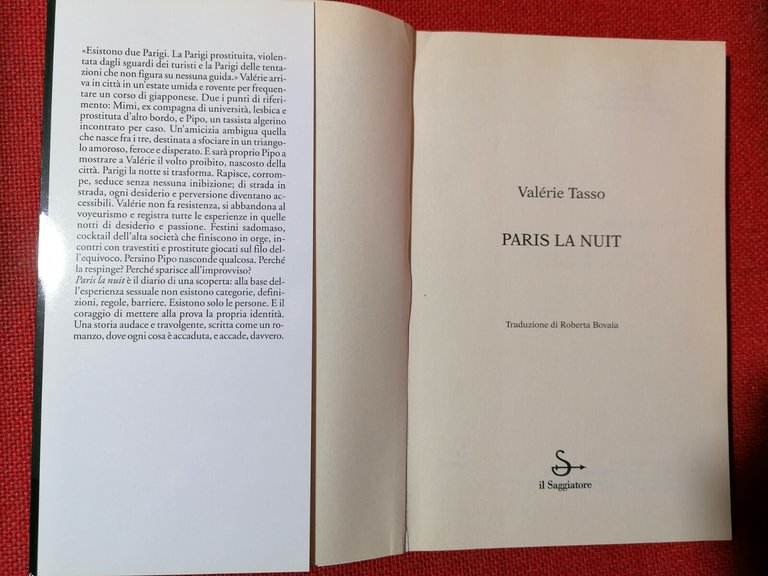 «Esistono due Parigi. La Parigi prostituita, violen-
tata dagli sguardi dei turisti e la Parigi delle tenta-
zioni che non figura su nessuna guida.» Valérie arri-
va in città in un'estate umida e rovente per frequen-
tare un corso di giapponese. Due i punti di riferi-
mento: Mimi, ex compagna di università, lesbica e
prostituta d'alto bordo, e Pipo, un tassista algerino
incontrato per caso. Un'amicizia ambigua quella
che nasce fra i tre, destinata a sfociare in un triango-
lo amoroso, feroce e disperato. E sarà proprio Pipo a
mostrare a Valérie il volto proibito, nascosto della
città. Parigi la notte si trasforma. Rapisce, corrom-
pe, seduce senza nessuna inibizione; di strada in
strada, ogni desiderio e perversione diventano ac-
cessibili. Valérie non fa resistenza, si abbandona al
voyeurismo e registra tutte le esperienze in quelle
notti di desiderio e passione. Festini sadomaso,
cocktail dell'alta società che finiscono in orge, in-
contri con travestiti e prostitute giocati sul filo del-
l'equivoco. Persino Pipo nasconde qualcosa. Perché
la respinge? Perché sparisce all'improvviso?
Paris la nuit è il diario di una scoperta: alla base del-
l'esperienza sessuale non esistono categorie, defini-
zioni, regole, barriere. Esistono solo le persone. E il
coraggio di mettere alla prova la propria identità.
Una storia audace e travolgente, scritta come un ro-
manzo, dove ogni cosa è accaduta, e accade, davvero.
Valérie Tasso
PARIS LA NUIT
Traduzione di Roberta Bovaia
il Saggiatore